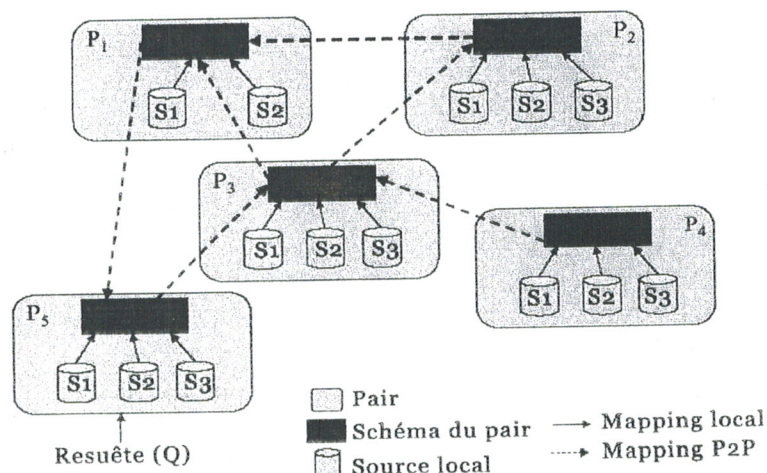 P1
S1 S2
P2
S1 S2 S3
P3
S1 S2 S3
P4
S1 S2 S3
P5
S1 S2 S3
Resuête (Q)
Pair
Schéma du pair
Source local
Mapping local
Mapping P2P